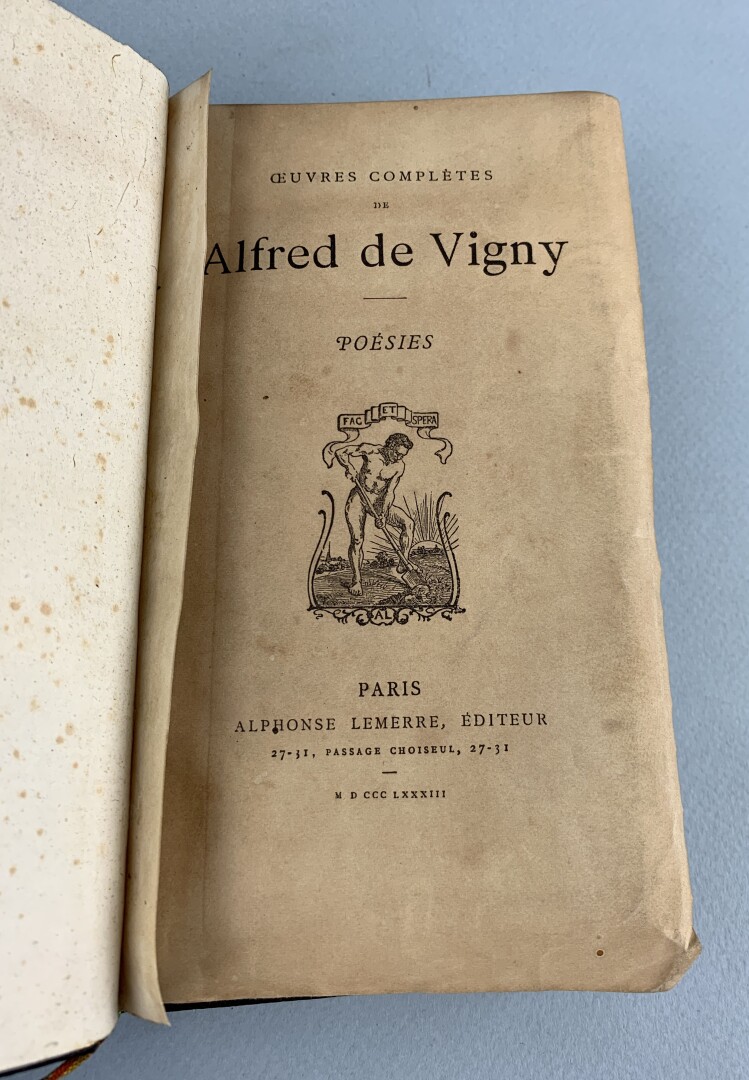 ŒUVRES COMPLÈTES
DE
Alfred de Vigny
POÉSIES
FAC ET SPERA
AL
PARIS
ALPHONSE LEMERRE, ÉDITEUR
27-31, PASSAGE CHOISEUL, 27-31
M D CCC LXXXIII